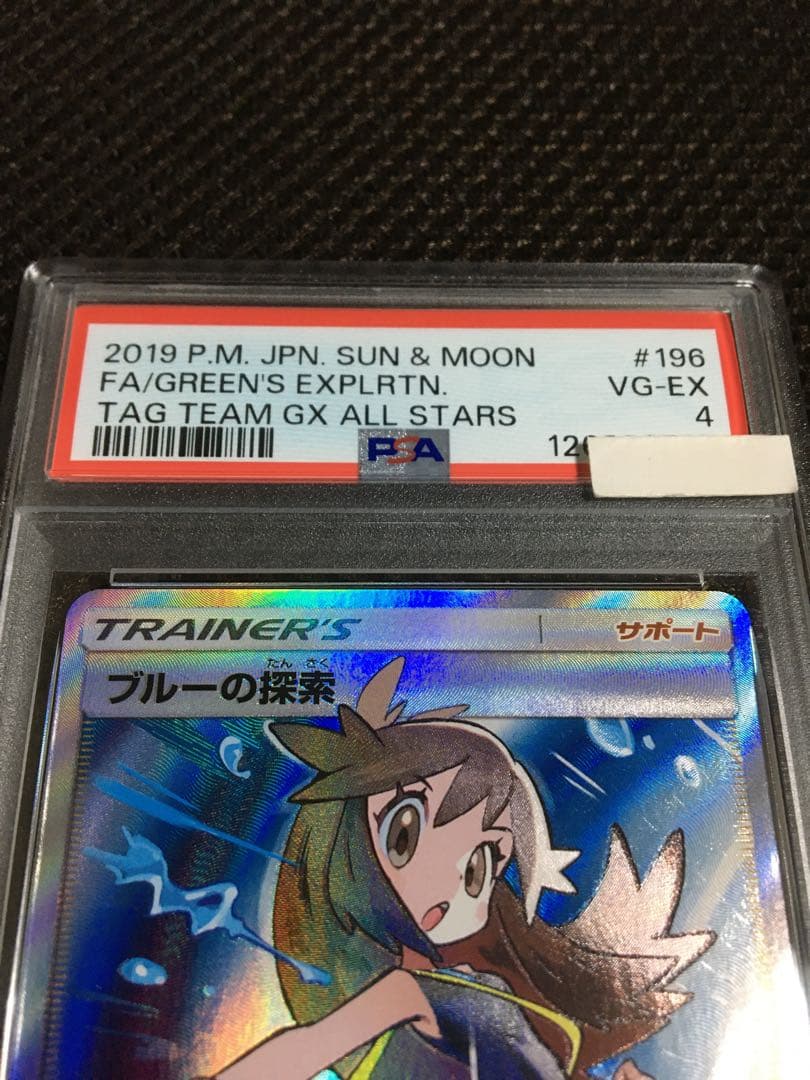 2019 P.M. JPN. SUN & MOON #196
FA/GREEN'S EXPLRTN. VG-EX
TAG TEAM GX ALL STARS 4
PSA
TRAINER'S サポート
たんさく
ブルーの探索